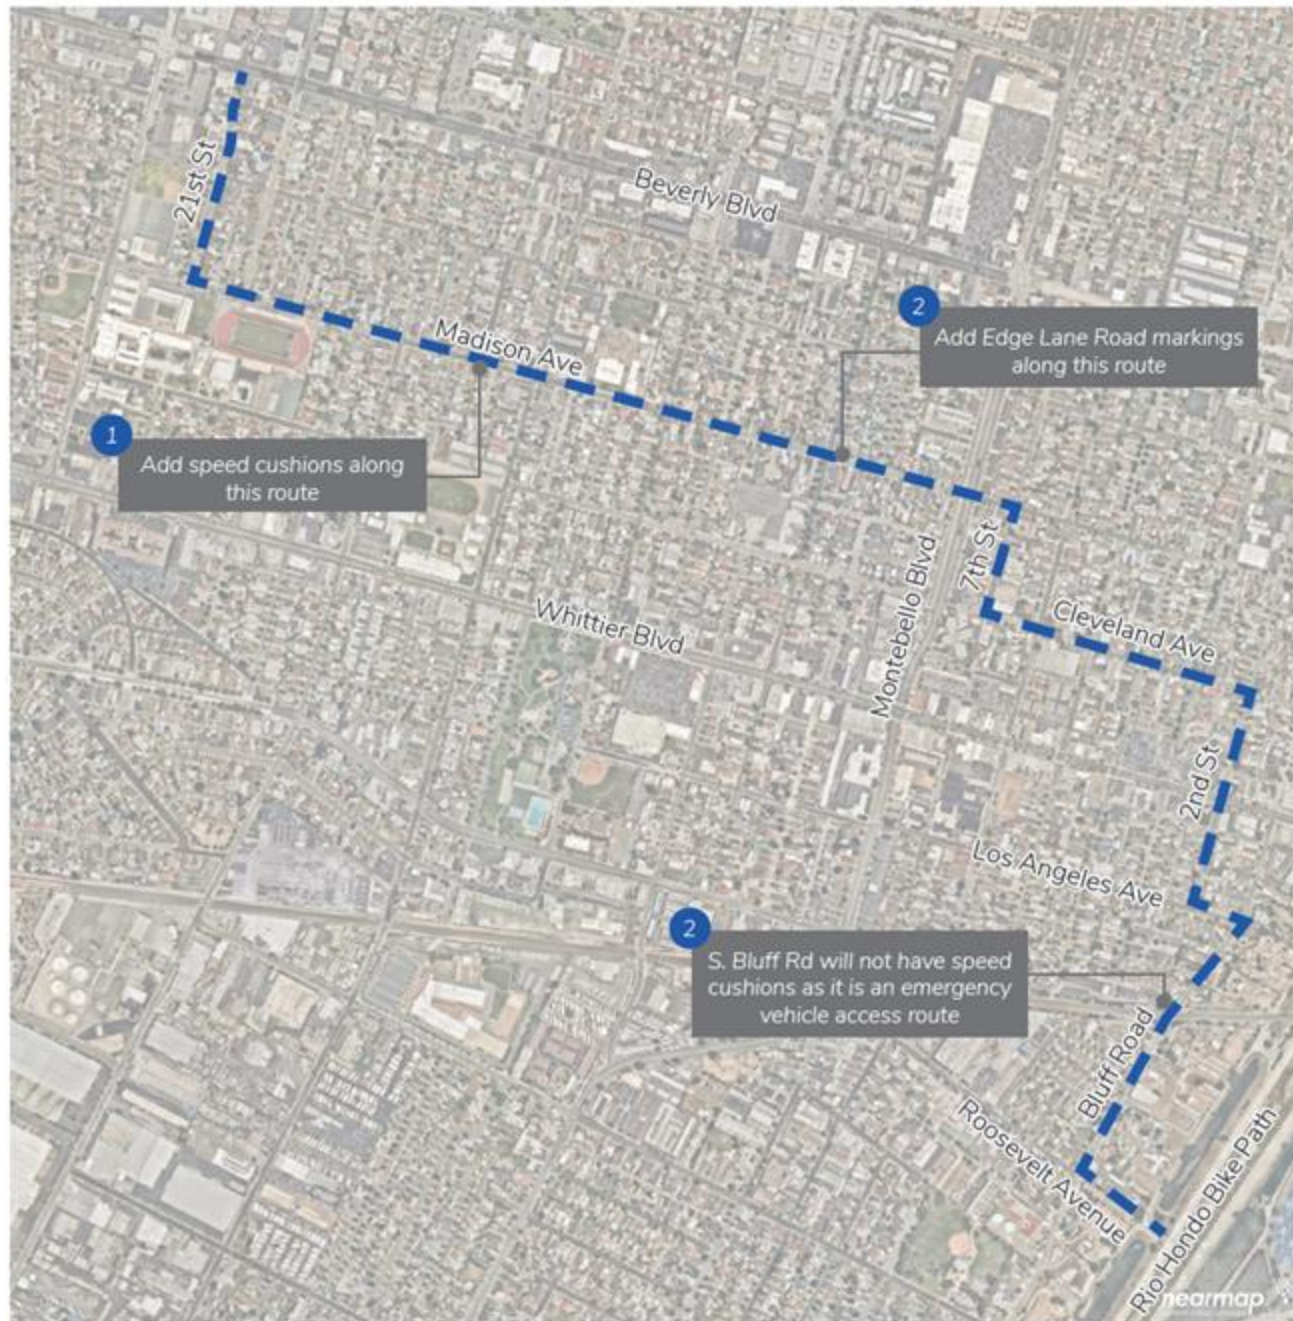 21st St
Beverly Blvd
2
Add Edge Lane Road markings
along this route
Madison Ave
1
Add speed cushions along
this route
7th St
Montebello Blvd
Cleveland Ave
Whittier Blvd
2nd St
Los Angeles Ave
2
S. Bluff Rd will not have speed
cushions as it is an emergency
vehicle access route
Bluff Road
Roosevelt Avenue
Rio Hondo Bike Path
nearmap